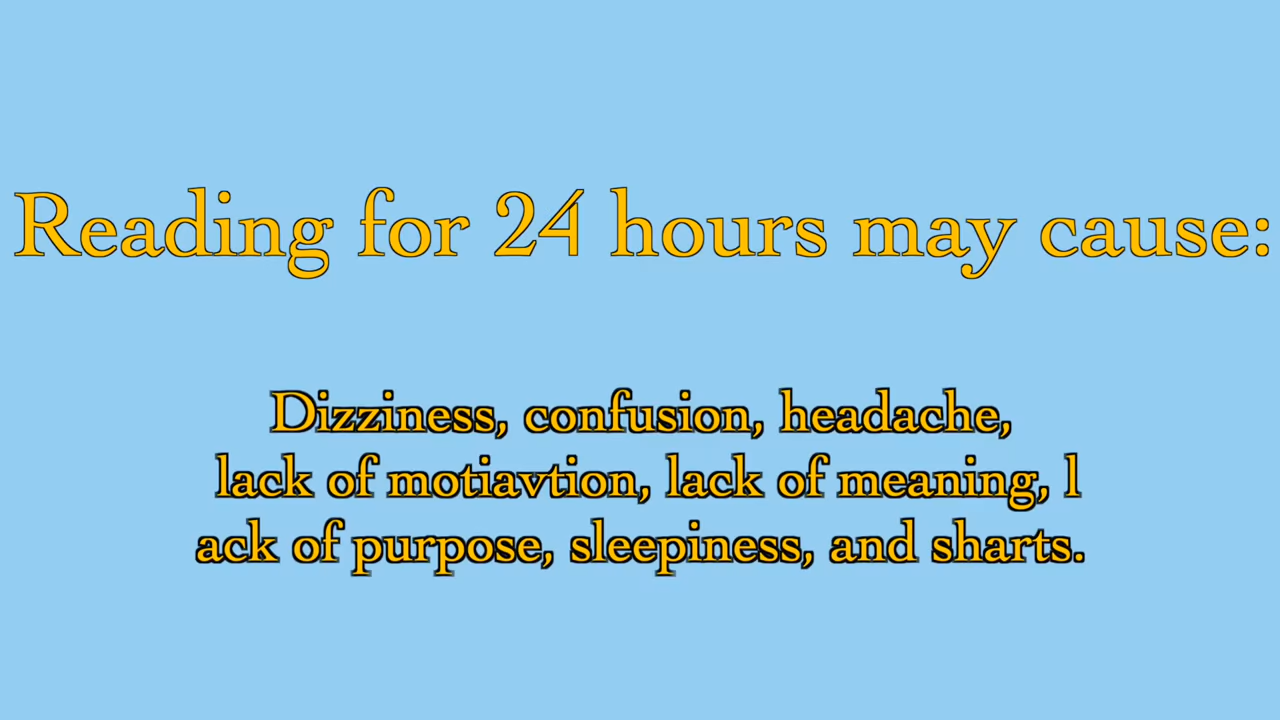 Reading for 24 hours may cause:
Dizziness, confusion, headache,
lack of motiavtion, lack of meaning, l
ack of purpose, sleepiness, and sharts.